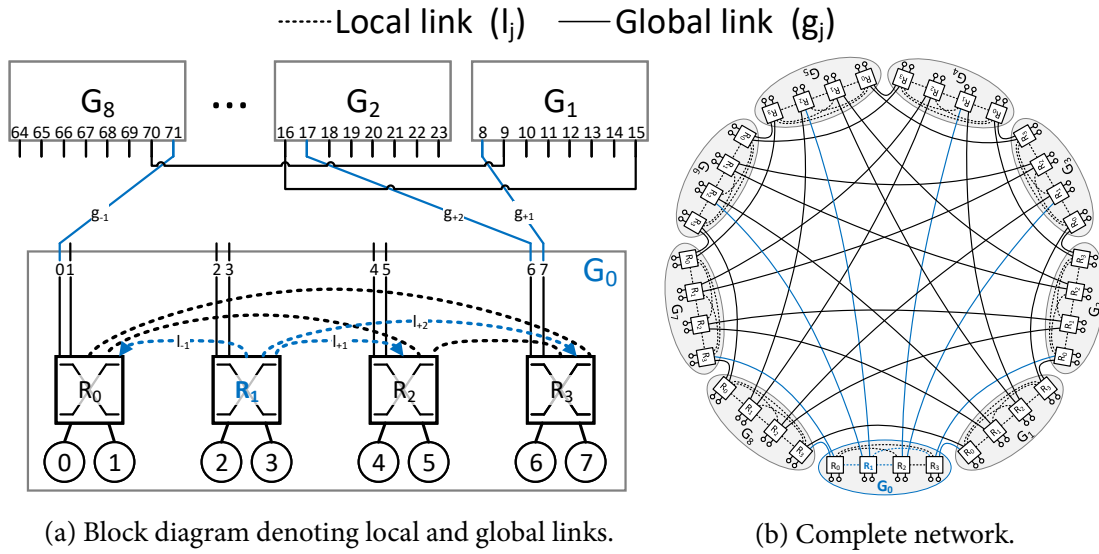 Local link (lj) Global link (gj)
G8 ... G2 G1
64 65 66 67 68 69 70 71 16 17 18 19 20 21 22 23 8 9 10 11 12 13 14 15
g-1 g+2 g+1
0 1 2 3 4 5 6 7 G0
l-1 l+1 l+2
R0 R1 R2 R3
0 1 2 3 4 5 6 7
(a) Block diagram denoting local and global links.
G5 G4
G6 G3
G7
G8 G1
R0 R1 R2 R3
G0
(b) Complete network.